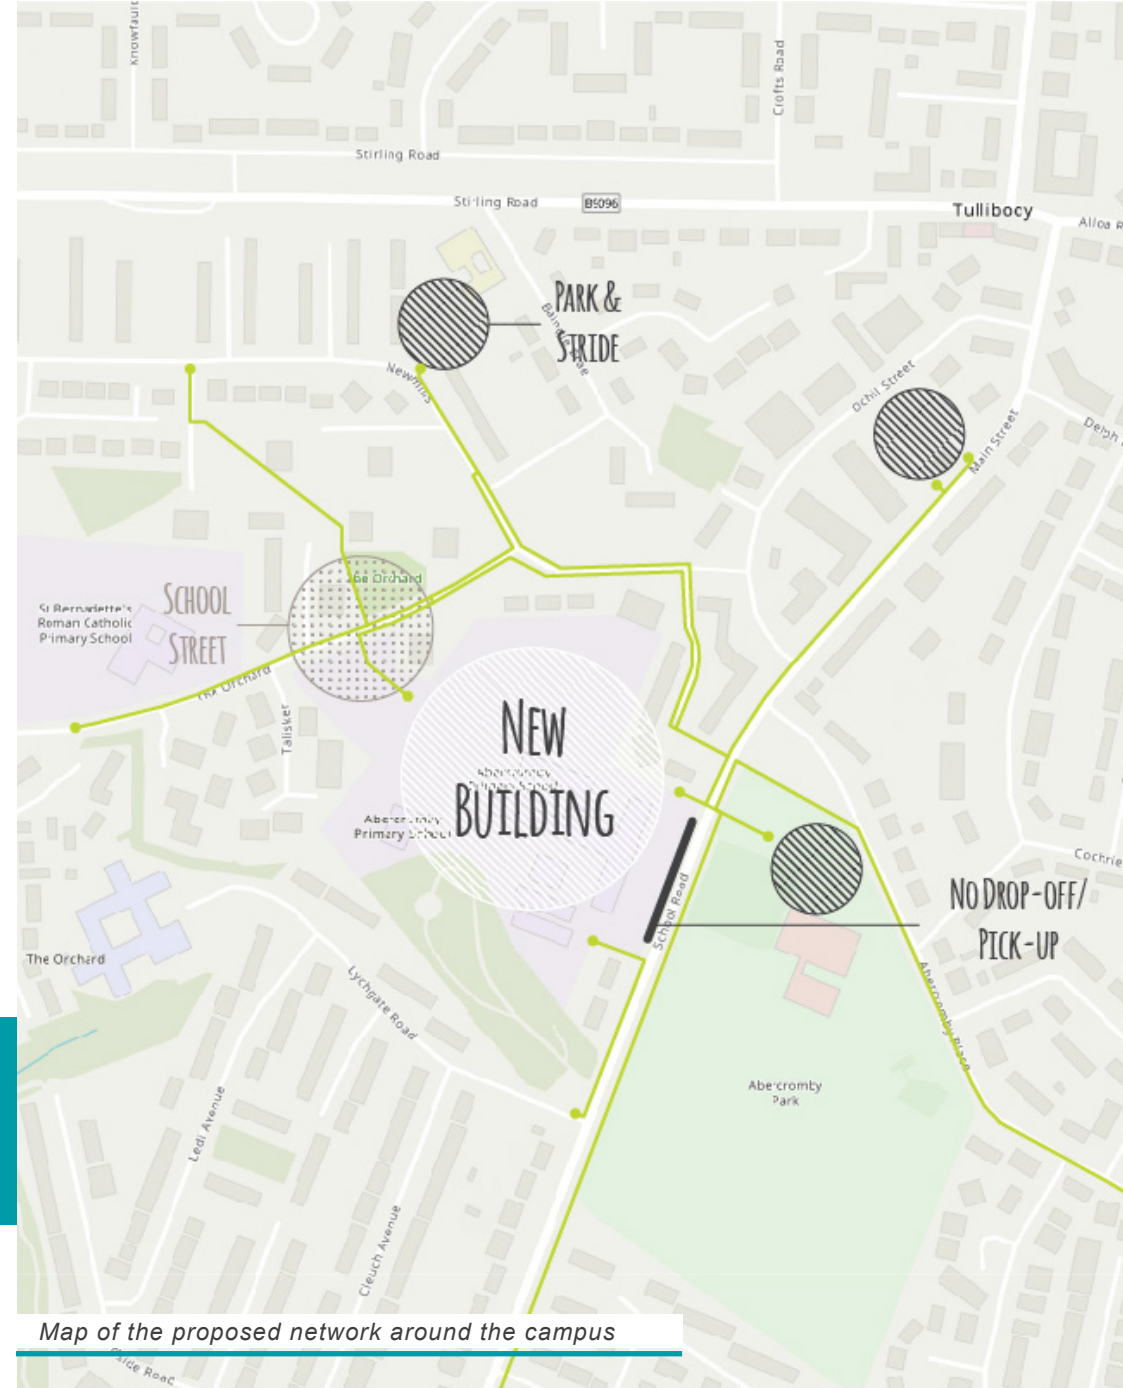 Stirling Road
Crofts Road
Stirling Road
B9096
Alloa R
PARK &
STRIDE
Ochil Street
Main Street
Delph
SCHOOL
STREET
The Orchard
St Bernadette's
Roman Catholic
Primary School
The Orchard
Talisker
NEW
BUILDING
Primary School
School Road
NO DROP-OFF/
PICK-UP
Cochrie
The Orchard
Lychgate Road
Abercromby Place
Abercromby
Park
Ledi Avenue
Cleuch Avenue
Map of the proposed network around the campus